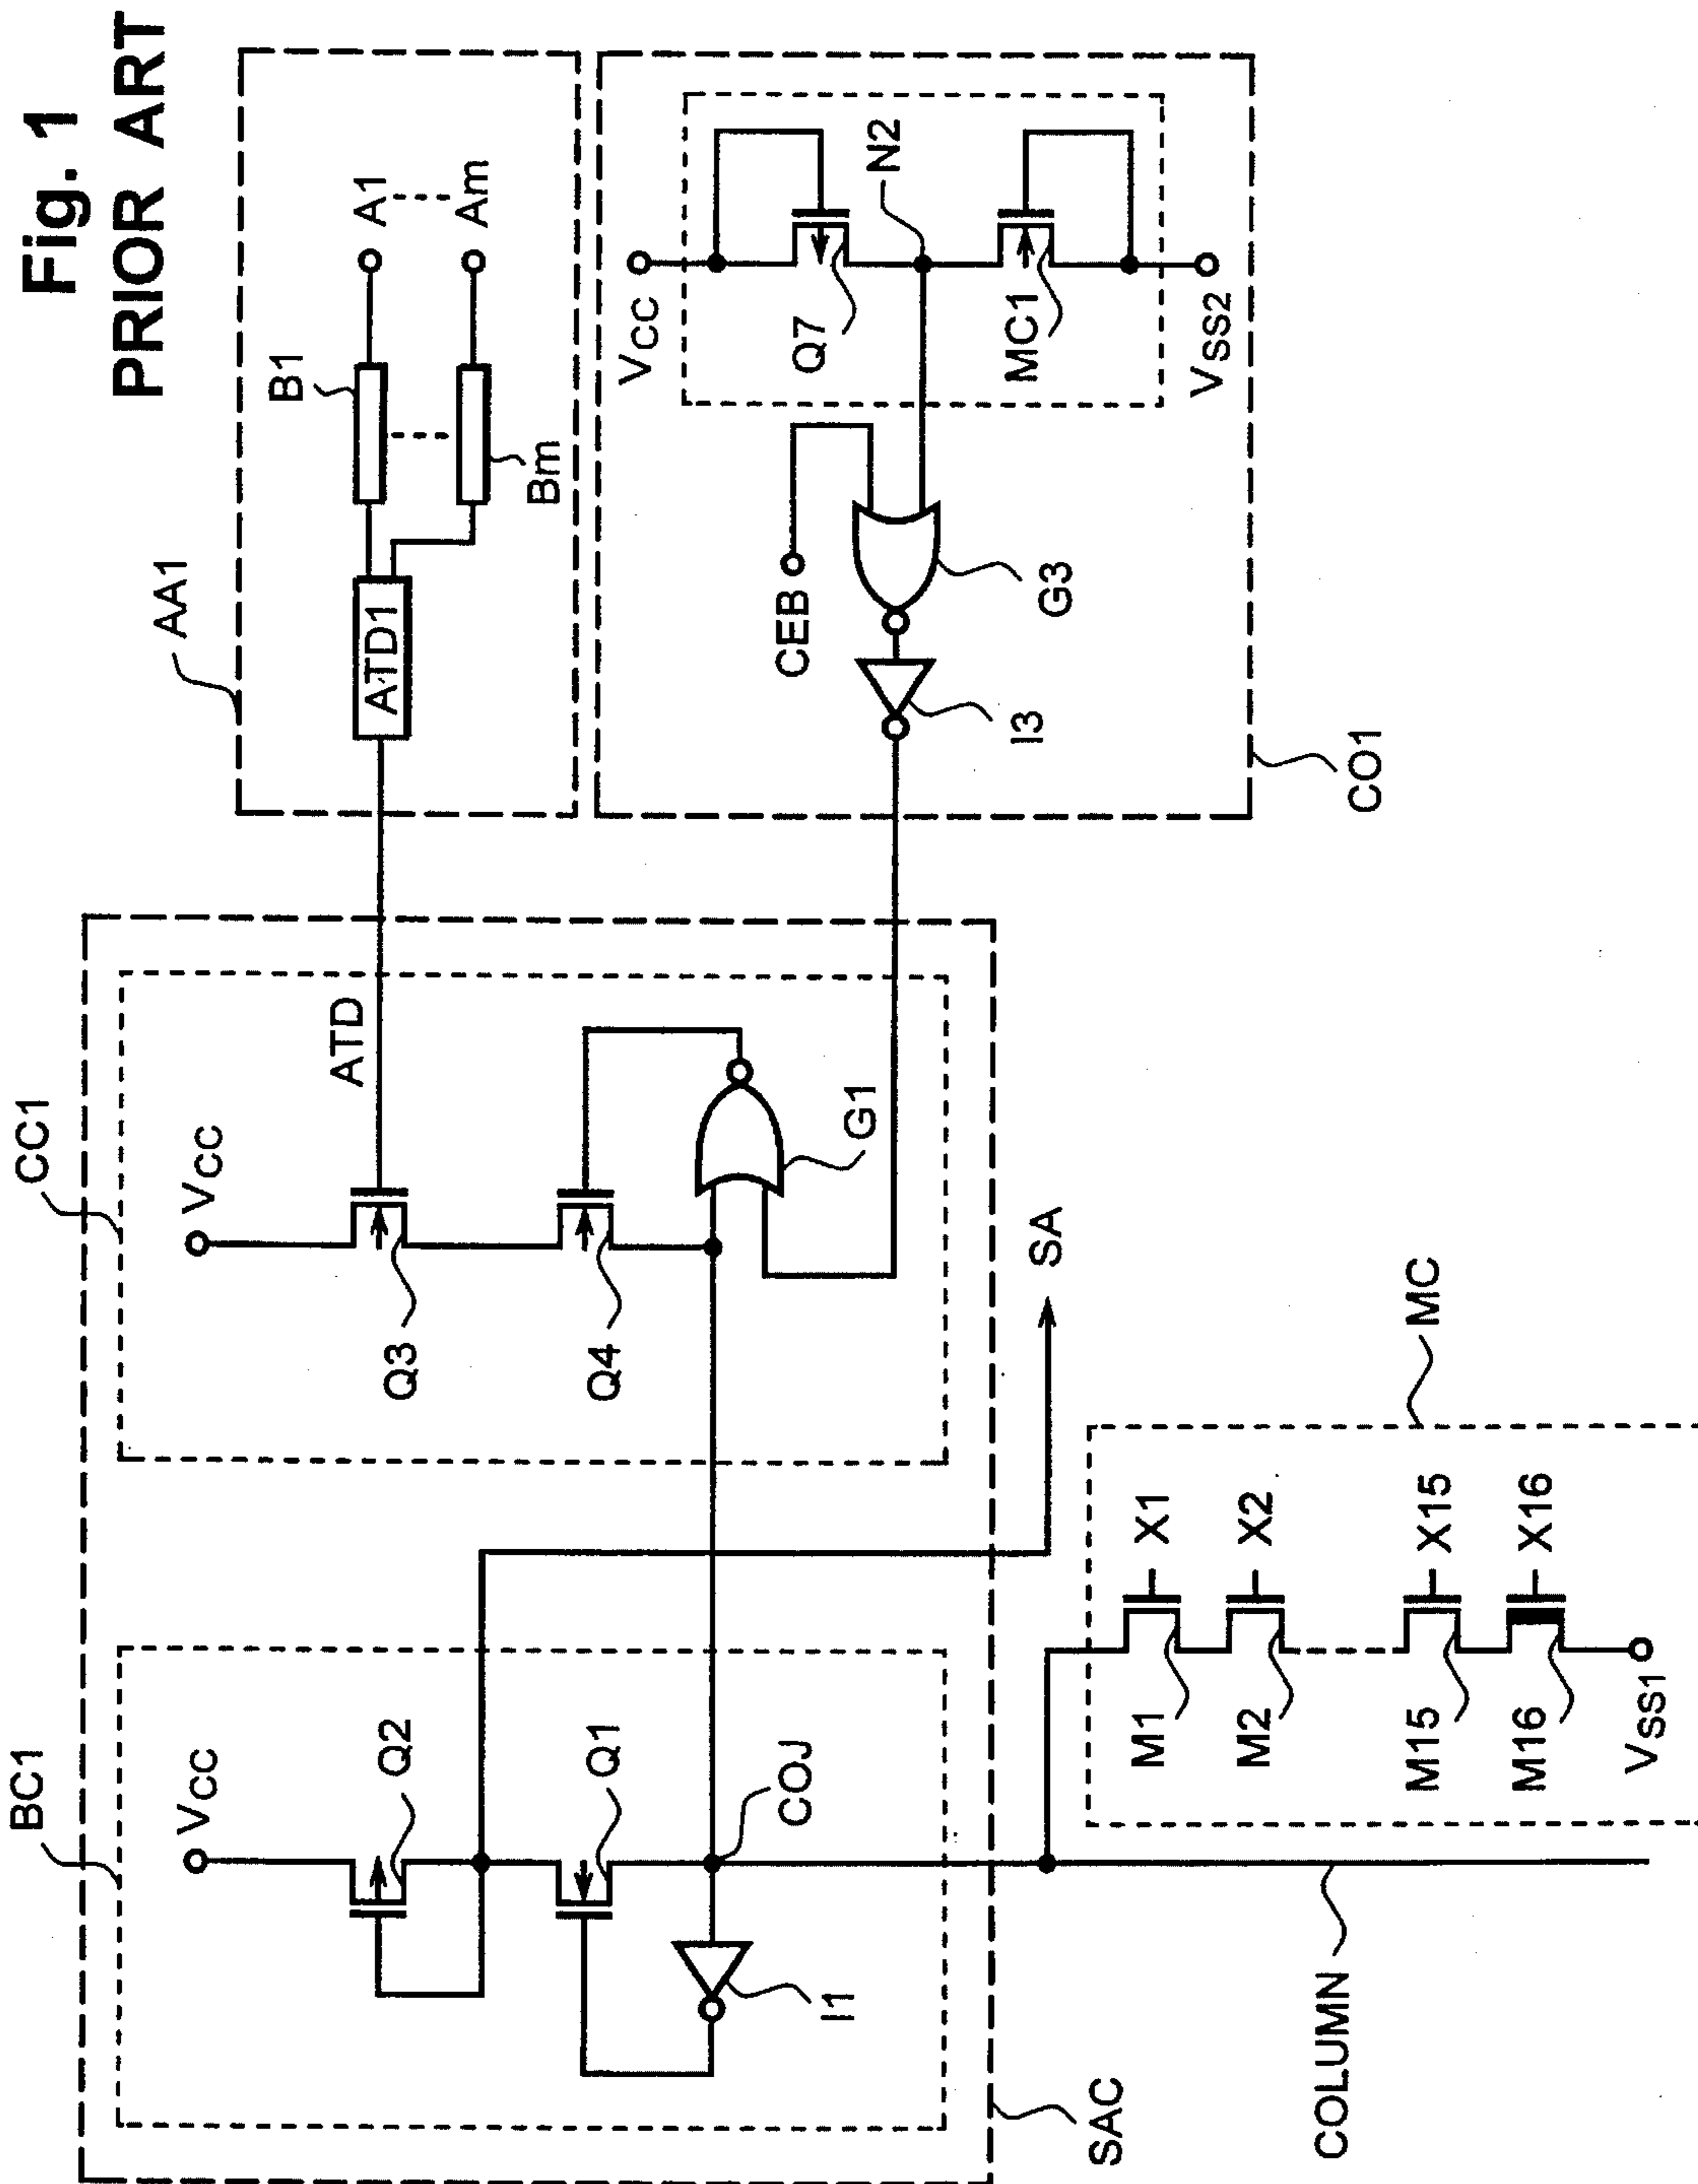 Fig. 1
PRIOR ART
AA1
ATD1
B1
Bm
A1
Am
CO1
CEB
G3
I3
VCC
Q7
N2
MC1
VSS2
CC1
VCC
ATD
Q3
Q4
G1
SA
BC1
VCC
Q2
Q1
COJ
I1
SAC
COLUMN
MC
M1
X1
M2
X2
M15
X15
M16
X16
VSS1